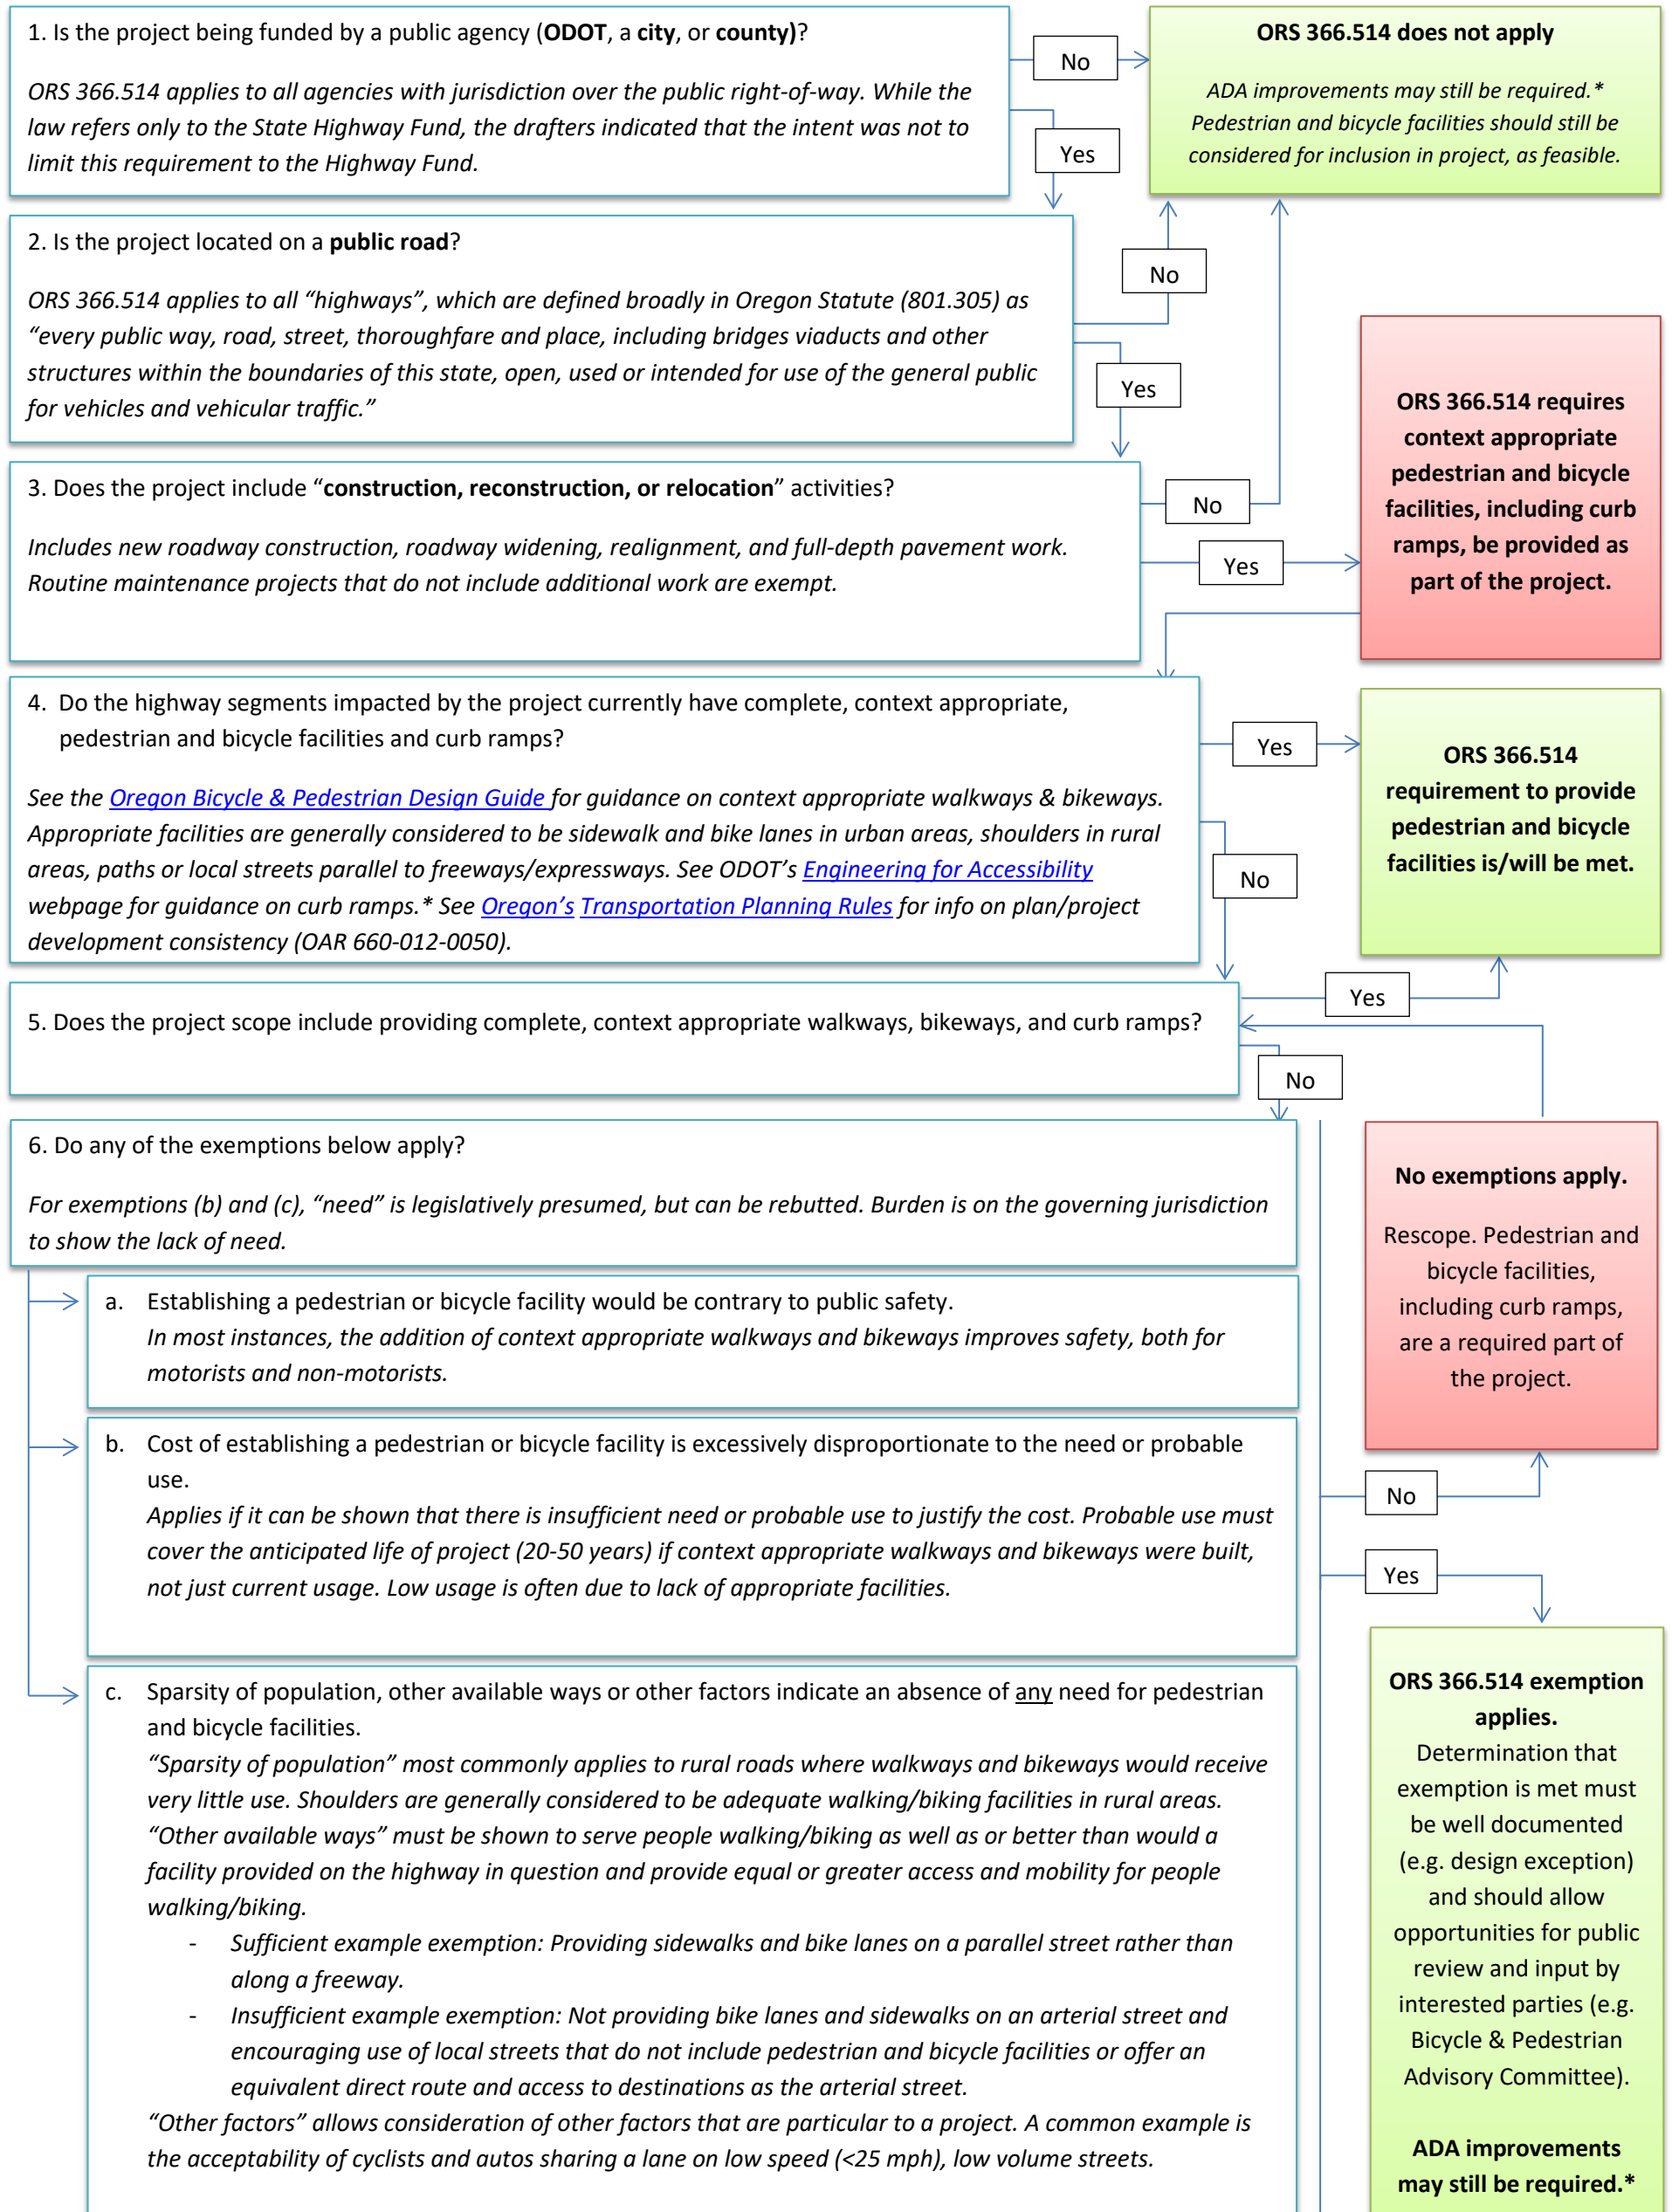 1. Is the project being funded by a public agency (ODOT, a city, or county)?
ORS 366.514 applies to all agencies with jurisdiction over the public right-of-way. While the
law refers only to the State Highway Fund, the drafters indicated that the intent was not to
limit this requirement to the Highway Fund.
No
Yes
ORS 366.514 does not apply
ADA improvements may still be required.*
Pedestrian and bicycle facilities should still be
considered for inclusion in project, as feasible.
2. Is the project located on a public road?
ORS 366.514 applies to all “highways”, which are defined broadly in Oregon Statute (801.305) as
“every public way, road, street, thoroughfare and place, including bridges viaducts and other
structures within the boundaries of this state, open, used or intended for use of the general public
for vehicles and vehicular traffic.”
No
Yes
3. Does the project include “construction, reconstruction, or relocation” activities?
Includes new roadway construction, roadway widening, realignment, and full-depth pavement work.
Routine maintenance projects that do not include additional work are exempt.
No
Yes
ORS 366.514 requires
context appropriate
pedestrian and bicycle
facilities, including curb
ramps, be provided as
part of the project.
4. Do the highway segments impacted by the project currently have complete, context appropriate,
pedestrian and bicycle facilities and curb ramps?
See the Oregon Bicycle & Pedestrian Design Guide for guidance on context appropriate walkways & bikeways.
Appropriate facilities are generally considered to be sidewalk and bike lanes in urban areas, shoulders in rural
areas, paths or local streets parallel to freeways/expressways. See ODOT’s Engineering for Accessibility
webpage for guidance on curb ramps.* See Oregon’s Transportation Planning Rules for info on plan/project
development consistency (OAR 660-012-0050).
Yes
No
ORS 366.514
requirement to provide
pedestrian and bicycle
facilities is/will be met.
5. Does the project scope include providing complete, context appropriate walkways, bikeways, and curb ramps?
Yes
No
6. Do any of the exemptions below apply?
For exemptions (b) and (c), “need” is legislatively presumed, but can be rebutted. Burden is on the governing jurisdiction
to show the lack of need.
No exemptions apply.
Rescope. Pedestrian and
bicycle facilities,
including curb ramps,
are a required part of
the project.
a. Establishing a pedestrian or bicycle facility would be contrary to public safety.
In most instances, the addition of context appropriate walkways and bikeways improves safety, both for
motorists and non-motorists.
b. Cost of establishing a pedestrian or bicycle facility is excessively disproportionate to the need or probable
use.
Applies if it can be shown that there is insufficient need or probable use to justify the cost. Probable use must
cover the anticipated life of project (20-50 years) if context appropriate walkways and bikeways were built,
not just current usage. Low usage is often due to lack of appropriate facilities.
No
Yes
c. Sparsity of population, other available ways or other factors indicate an absence of any need for pedestrian
and bicycle facilities.
“Sparsity of population” most commonly applies to rural roads where walkways and bikeways would receive
very little use. Shoulders are generally considered to be adequate walking/biking facilities in rural areas.
“Other available ways” must be shown to serve people walking/biking as well as or better than would a
facility provided on the highway in question and provide equal or greater access and mobility for people
walking/biking.
- Sufficient example exemption: Providing sidewalks and bike lanes on a parallel street rather than
along a freeway.
- Insufficient example exemption: Not providing bike lanes and sidewalks on an arterial street and
encouraging use of local streets that do not include pedestrian and bicycle facilities or offer an
equivalent direct route and access to destinations as the arterial street.
“Other factors” allows consideration of other factors that are particular to a project. A common example is
the acceptability of cyclists and autos sharing a lane on low speed (<25 mph), low volume streets.
ORS 366.514 exemption
applies.
Determination that
exemption is met must
be well documented
(e.g. design exception)
and should allow
opportunities for public
review and input by
interested parties (e.g.
Bicycle & Pedestrian
Advisory Committee).
ADA improvements
may still be required.*